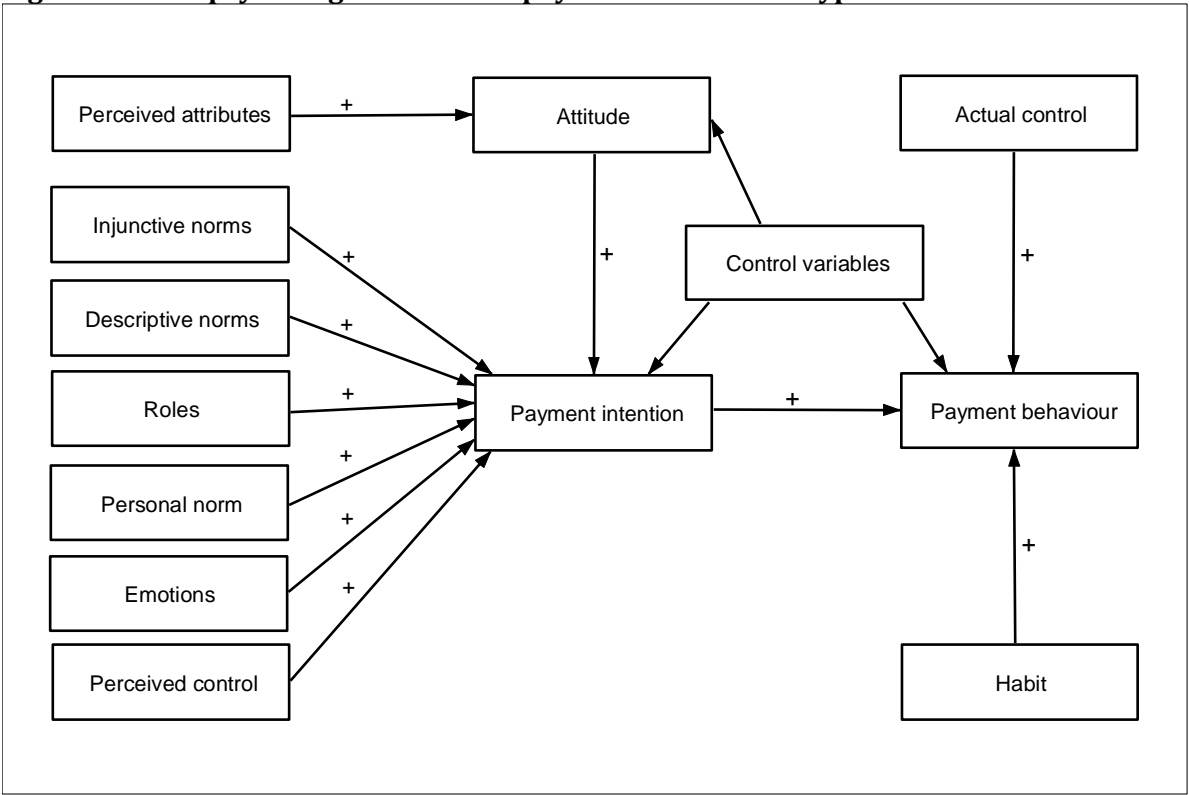 Perceived attributes
+
Attitude
Actual control
Injunctive norms
+
+
Control variables
+
Descriptive norms
+
Roles
+
Payment intention
+
Payment behaviour
Personal norm
+
+
Emotions
+
+
Perceived control
Habit